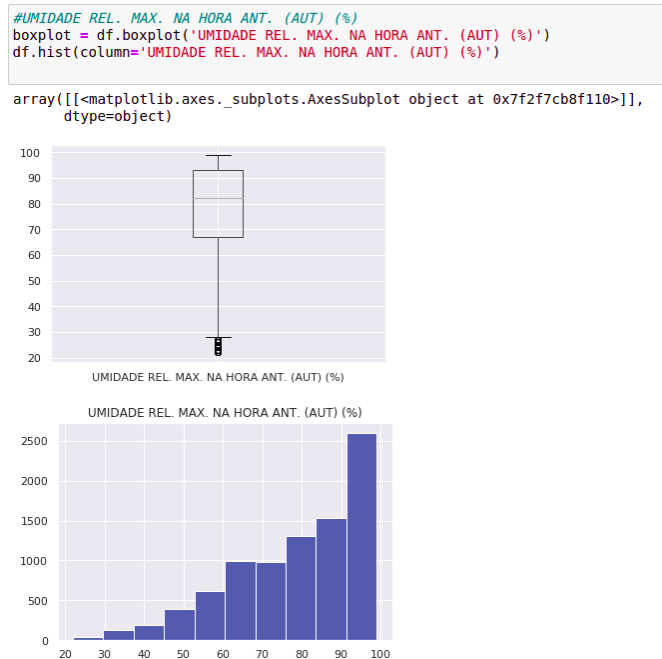 #UMIDADE REL. MAX. NA HORA ANT. (AUT) (%)
boxplot = df.boxplot('UMIDADE REL. MAX. NA HORA ANT. (AUT) (%)')
df.hist(column='UMIDADE REL. MAX. NA HORA ANT. (AUT) (%)')
array([[<matplotlib.axes._subplots.AxesSubplot object at 0x7f2f7cb8f110>]],
dtype=object)
100
90
80
70
60
50
40
30
20
UMIDADE REL. MAX. NA HORA ANT. (AUT) (%)
UMIDADE REL. MAX. NA HORA ANT. (AUT) (%)
2500
2000
1500
1000
500
0
20 30 40 50 60 70 80 90 100